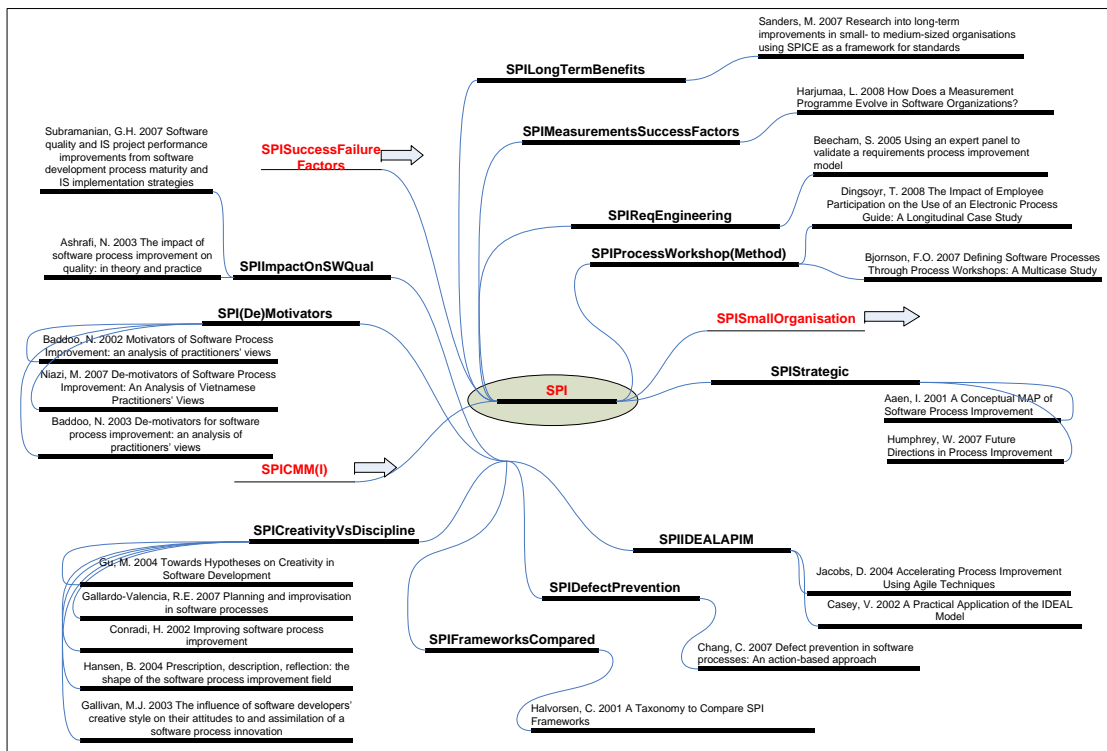 Sanders, M. 2007 Research into long-term
improvements in small- to medium-sized organisations
using SPICE as a framework for standards
SPILongTermBenefits
Harjumaa, L. 2008 How Does a Measurement
Programme Evolve in Software Organizations?
SPIMeasurementsSuccessFactors
Subramanian, G.H. 2007 Software
quality and IS project performance
improvements from software
development process maturity and
IS implementation strategies
SPISuccessFailure
Factors
Beecham, S. 2005 Using an expert panel to
validate a requirements process improvement
model
SPIReqEngineering
Dingsoyr, T. 2008 The Impact of Employee
Participation on the Use of an Electronic Process
Guide: A Longitudinal Case Study
SPIProcessWorkshop(Method)
Bjornson, F.O. 2007 Defining Software Processes
Through Process Workshops: A Multicase Study
Ashrafi, N. 2003 The impact of
software process improvement on
quality: in theory and practice
SPIImpactOnSWQual
SPI(De)Motivators
SPISmallOrganisation
Baddoo, N. 2002 Motivators of Software Process
Improvement: an analysis of practitioners' views
Niazi, M. 2007 De-motivators of Software Process
Improvement: An Analysis of Vietnamese
Practitioners' Views
Baddoo, N. 2003 De-motivators for software
process improvement: an analysis of
practitioners' views
SPI
SPIStrategic
Aaen, I. 2001 A Conceptual MAP of
Software Process Improvement
Humphrey, W. 2007 Future
Directions in Process Improvement
SPICMM(I)
SPICreativityVsDiscipline
Gu, M. 2004 Towards Hypotheses on Creativity in
Software Development
Gallardo-Valencia, R.E. 2007 Planning and improvisation
in software processes
Conradi, H. 2002 Improving software process
improvement
Hansen, B. 2004 Prescription, description, reflection: the
shape of the software process improvement field
Gallivan, M.J. 2003 The influence of software developers'
creative style on their attitudes to and assimilation of a
software process innovation
SPIIDEALAPIM
Jacobs, D. 2004 Accelerating Process Improvement
Using Agile Techniques
Casey, V. 2002 A Practical Application of the IDEAL
Model
SPIDefectPrevention
Chang, C. 2007 Defect prevention in software
processes: An action-based approach
SPIFrameworksCompared
Halvorsen, C. 2001 A Taxonomy to Compare SPI
Frameworks